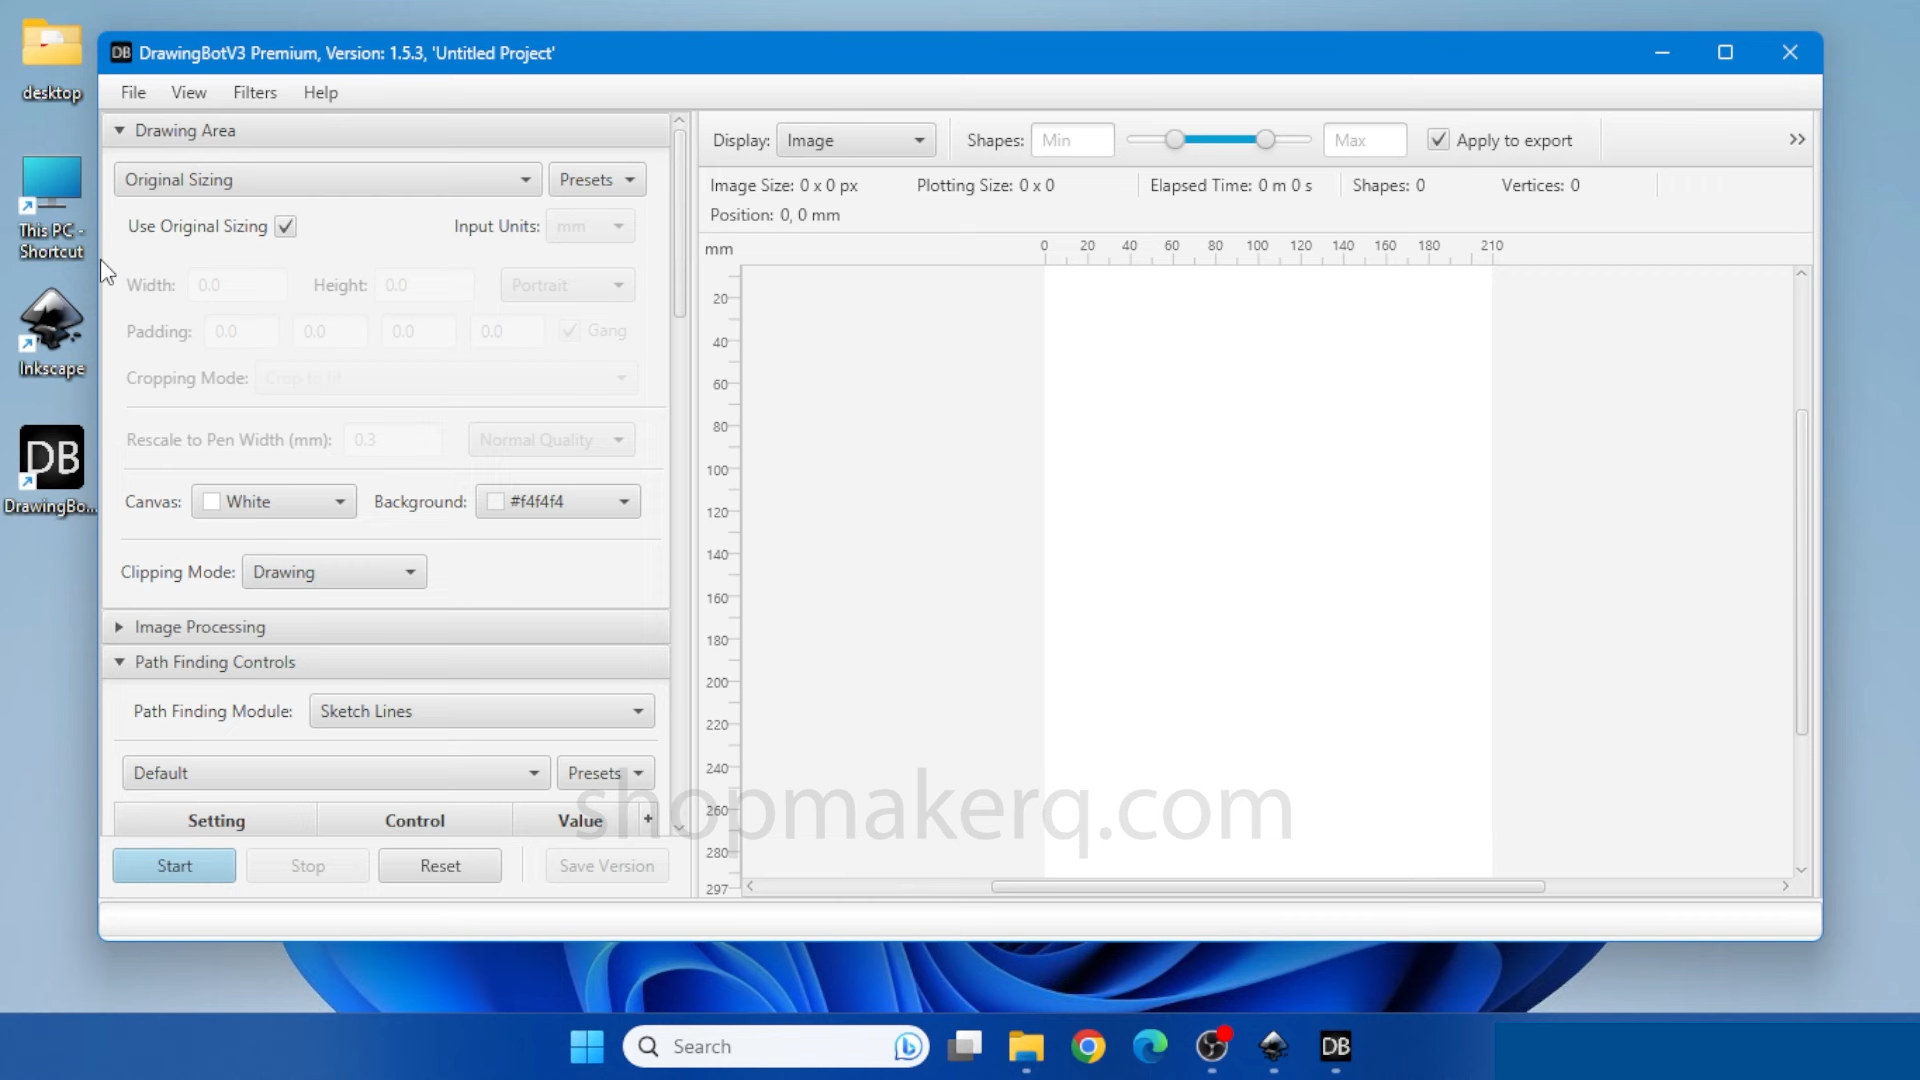 desktop
This PC -
Shortcut
Inkscape
DrawingBo...
DB DrawingBotV3 Premium, Version: 1.5.3, 'Untitled Project'
File View Filters Help
Drawing Area
Original Sizing Presets
Use Original Sizing Input Units: mm
Width: 0.0 Height: 0.0 Portrait
Padding: 0.0 0.0 0.0 0.0 Gang
Cropping Mode: Crop to fit
Rescale to Pen Width (mm): 0.3 Normal Quality
Canvas: White Background: #f4f4f4
Clipping Mode: Drawing
Image Processing
Path Finding Controls
Path Finding Module: Sketch Lines
Default Presets
Setting Control Value +
Start Stop Reset Save Version
Display: Image Shapes: Min Max Apply to export >>
Image Size: 0 x 0 px Plotting Size: 0 x 0 Elapsed Time: 0 m 0 s Shapes: 0 Vertices: 0
Position: 0, 0 mm
mm 0 20 40 60 80 100 120 140 160 180 210
20
40
60
80
100
120
140
160
180
200
220
240
260
280
297
shopmakerq.com
DB
Search
DB